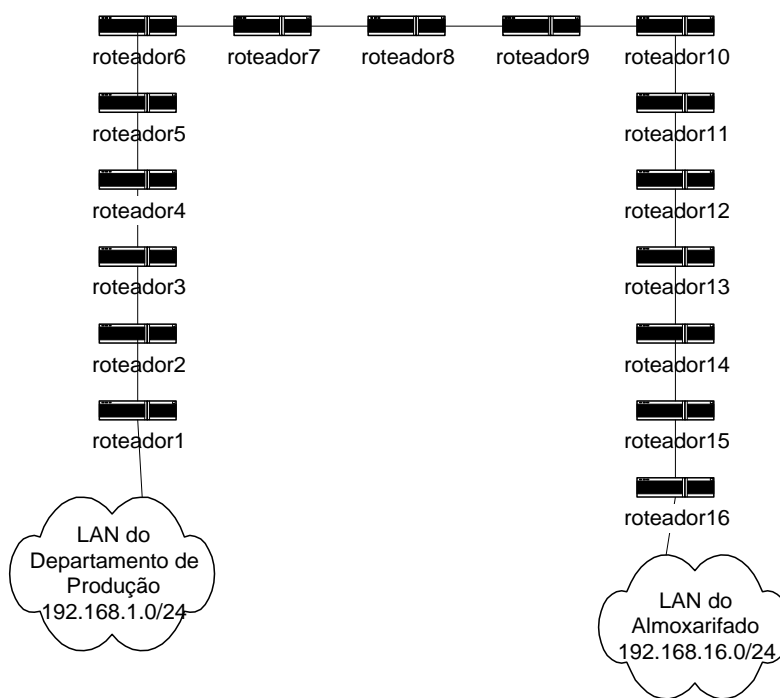 roteador6
roteador7
roteador8
roteador9
roteador10
roteador5
roteador11
roteador4
roteador12
roteador3
roteador13
roteador2
roteador14
roteador1
roteador15
roteador16
LAN do
Departamento de
Produção
192.168.1.0/24
LAN do
Almoxarifado
192.168.16.0/24